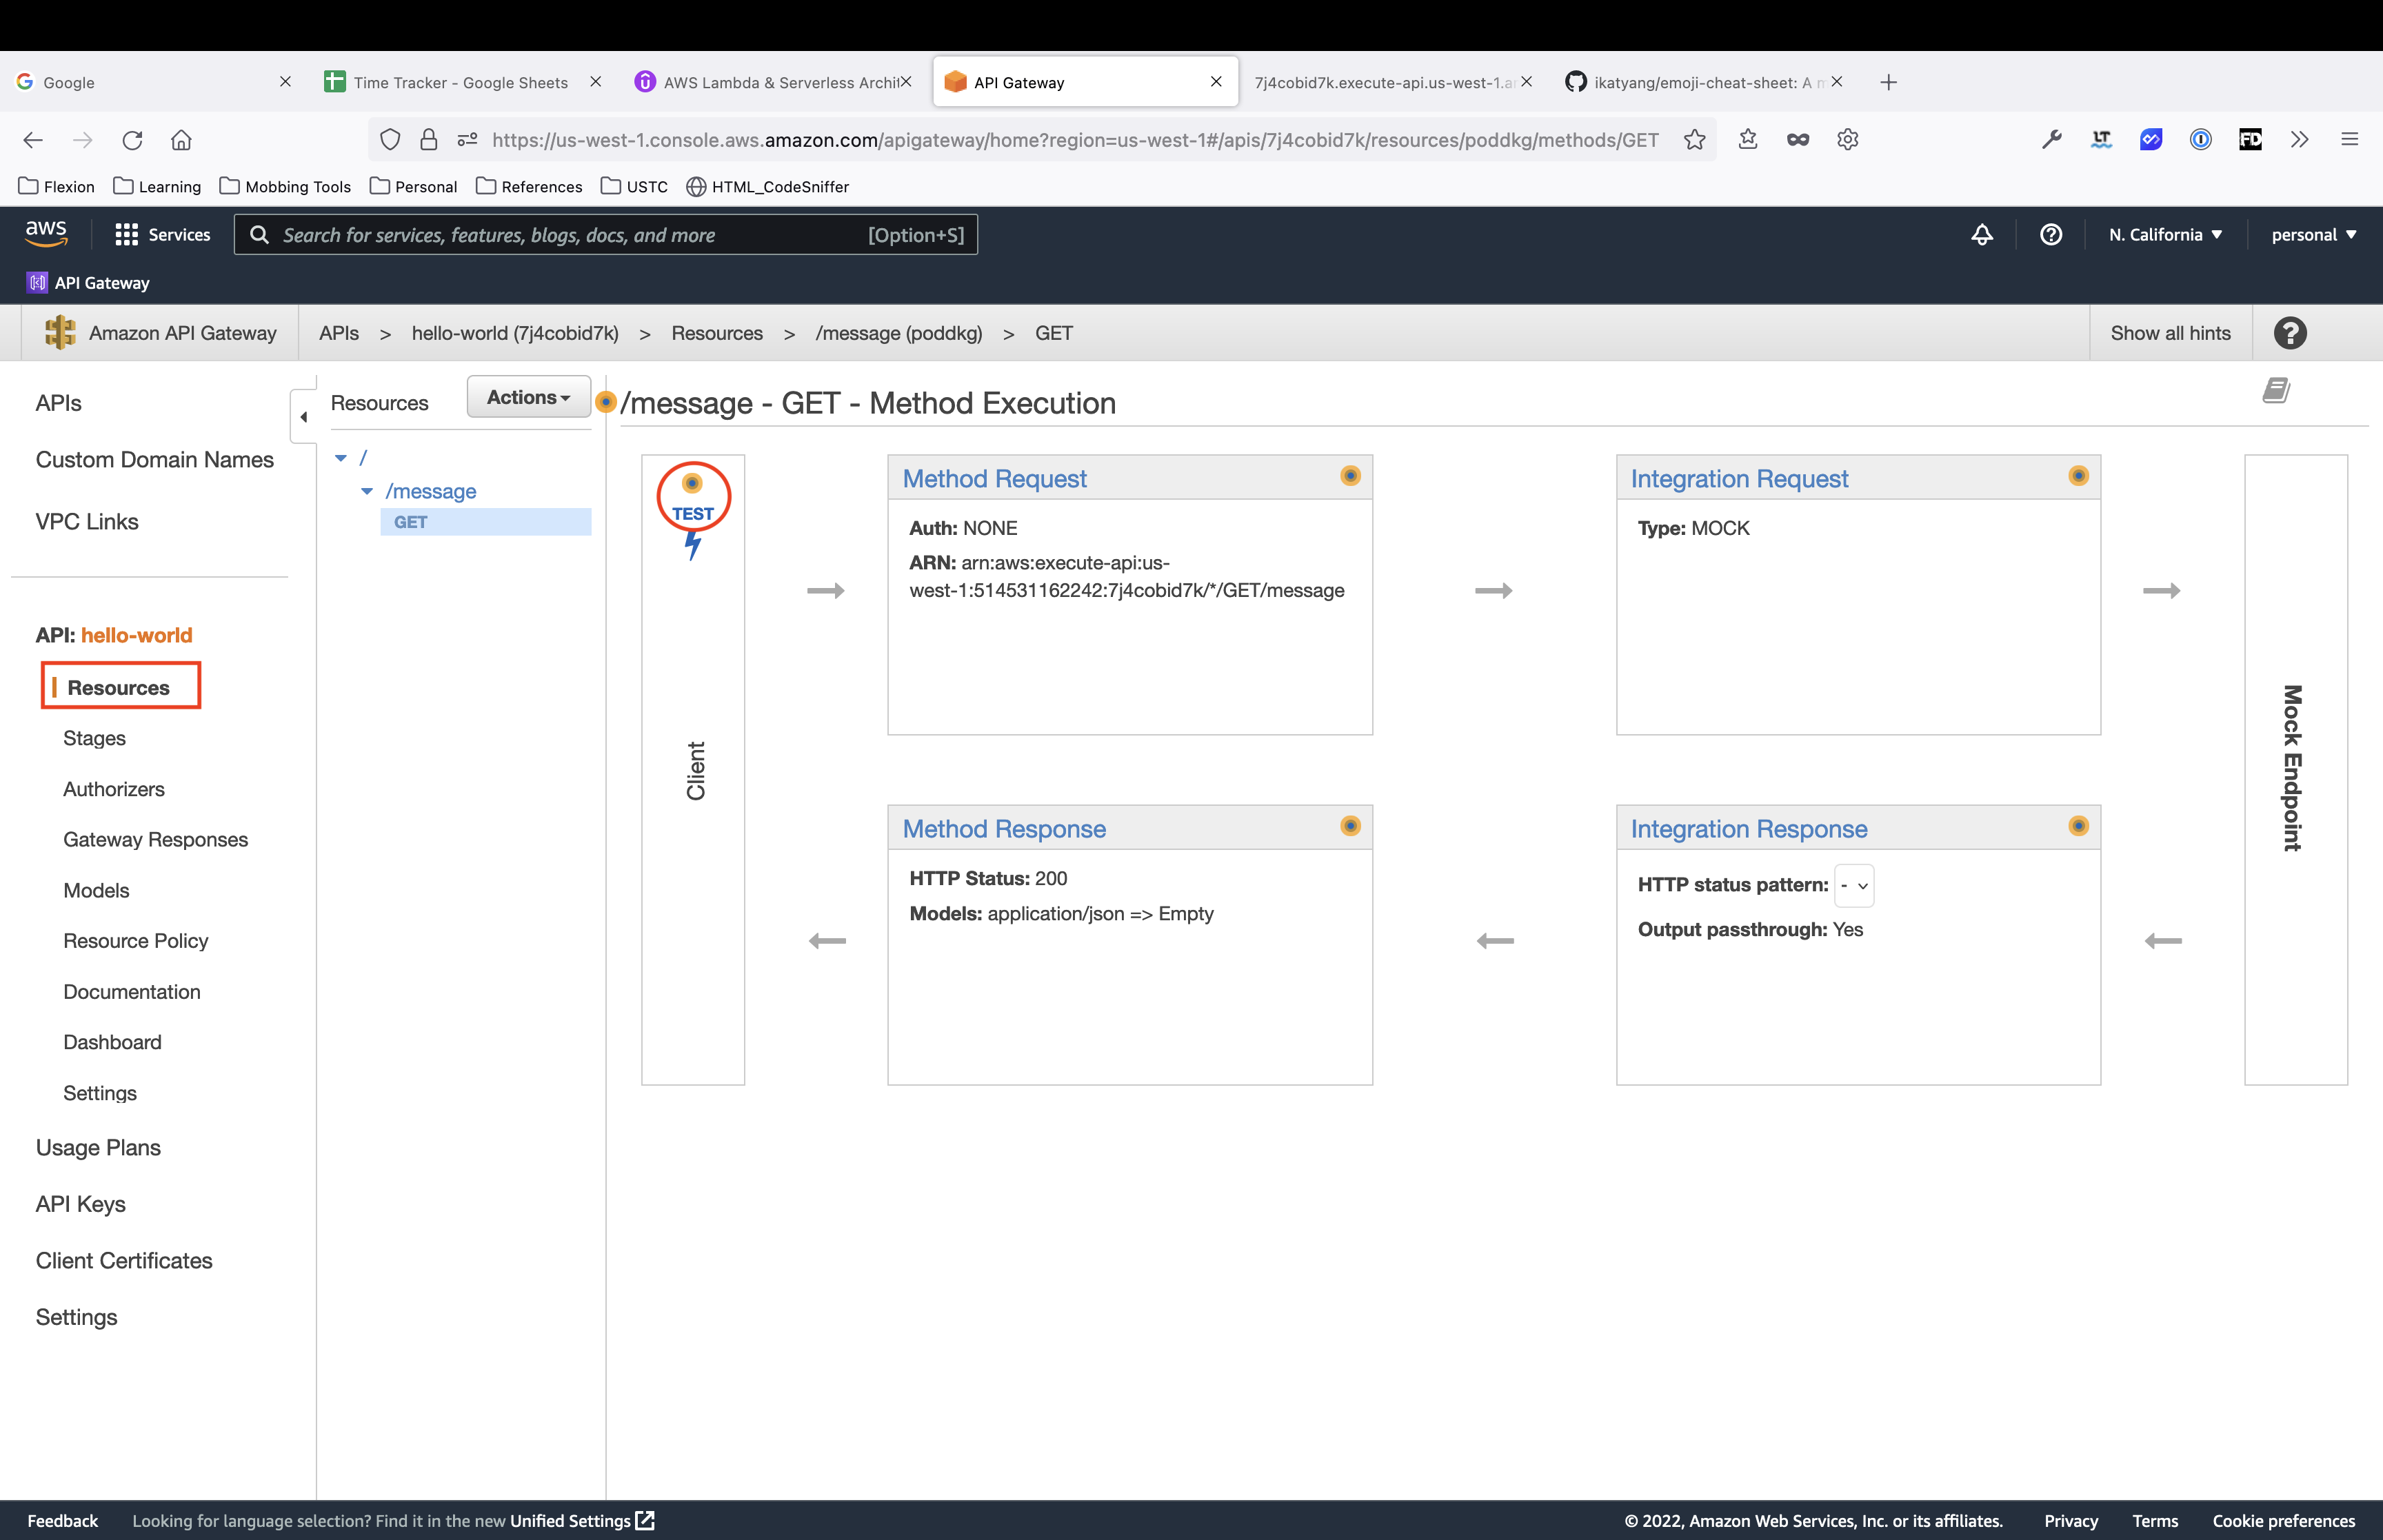 Google
Time Tracker - Google Sheets
AWS Lambda & Serverless Archit
API Gateway
7j4cobid7k.execute-api.us-west-1.a
ikatyang/emoji-cheat-sheet: A
https://us-west-1.console.aws.amazon.com/apigateway/home?region=us-west-1#/apis/7j4cobid7k/resources/poddkg/methods/GET
LT
FD
Flexion
Learning
Mobbing Tools
Personal
References
USTC
HTML_CodeSniffer
aws
Services
Search for services, features, blogs, docs, and more
[Option+S]
N. California
personal
API Gateway
Amazon API Gateway
APIs > hello-world (7j4cobid7k) > Resources > /message (poddkg) > GET
Show all hints
APIs
Custom Domain Names
VPC Links
API: hello-world
Resources
Stages
Authorizers
Gateway Responses
Models
Resource Policy
Documentation
Dashboard
Settings
Usage Plans
API Keys
Client Certificates
Settings
Resources
Actions
/
/message
GET
/message - GET - Method Execution
TEST
Client
Method Request
Auth: NONE
ARN: arn:aws:execute-api:us-
west-1:514531162242:7j4cobid7k/*/GET/message
Integration Request
Type: MOCK
Method Response
HTTP Status: 200
Models: application/json => Empty
Integration Response
HTTP status pattern: -
Output passthrough: Yes
Mock Endpoint
Feedback
Looking for language selection? Find it in the new Unified Settings
© 2022, Amazon Web Services, Inc. or its affiliates.
Privacy
Terms
Cookie preferences